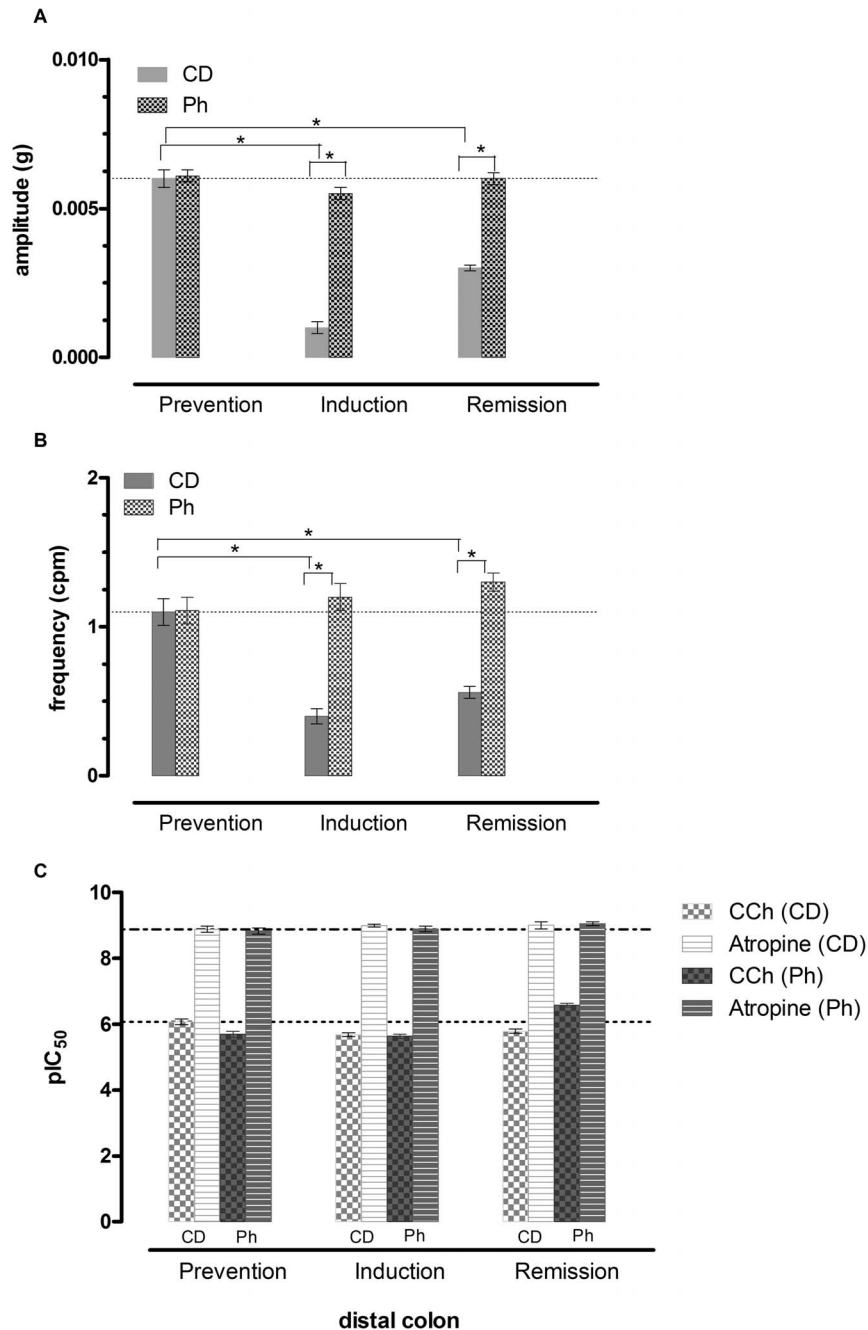 A
0.010
CD
Ph
*
*
*
*
amplitude (g)
0.005
0.000
Prevention Induction Remission
B
2
CD
Ph
*
*
*
*
frequency (cpm)
1
0
Prevention Induction Remission
C
10
8
6
4
2
0
pIC50
CCh (CD)
Atropine (CD)
CCh (Ph)
Atropine (Ph)
CD Ph CD Ph CD Ph
Prevention Induction Remission
distal colon